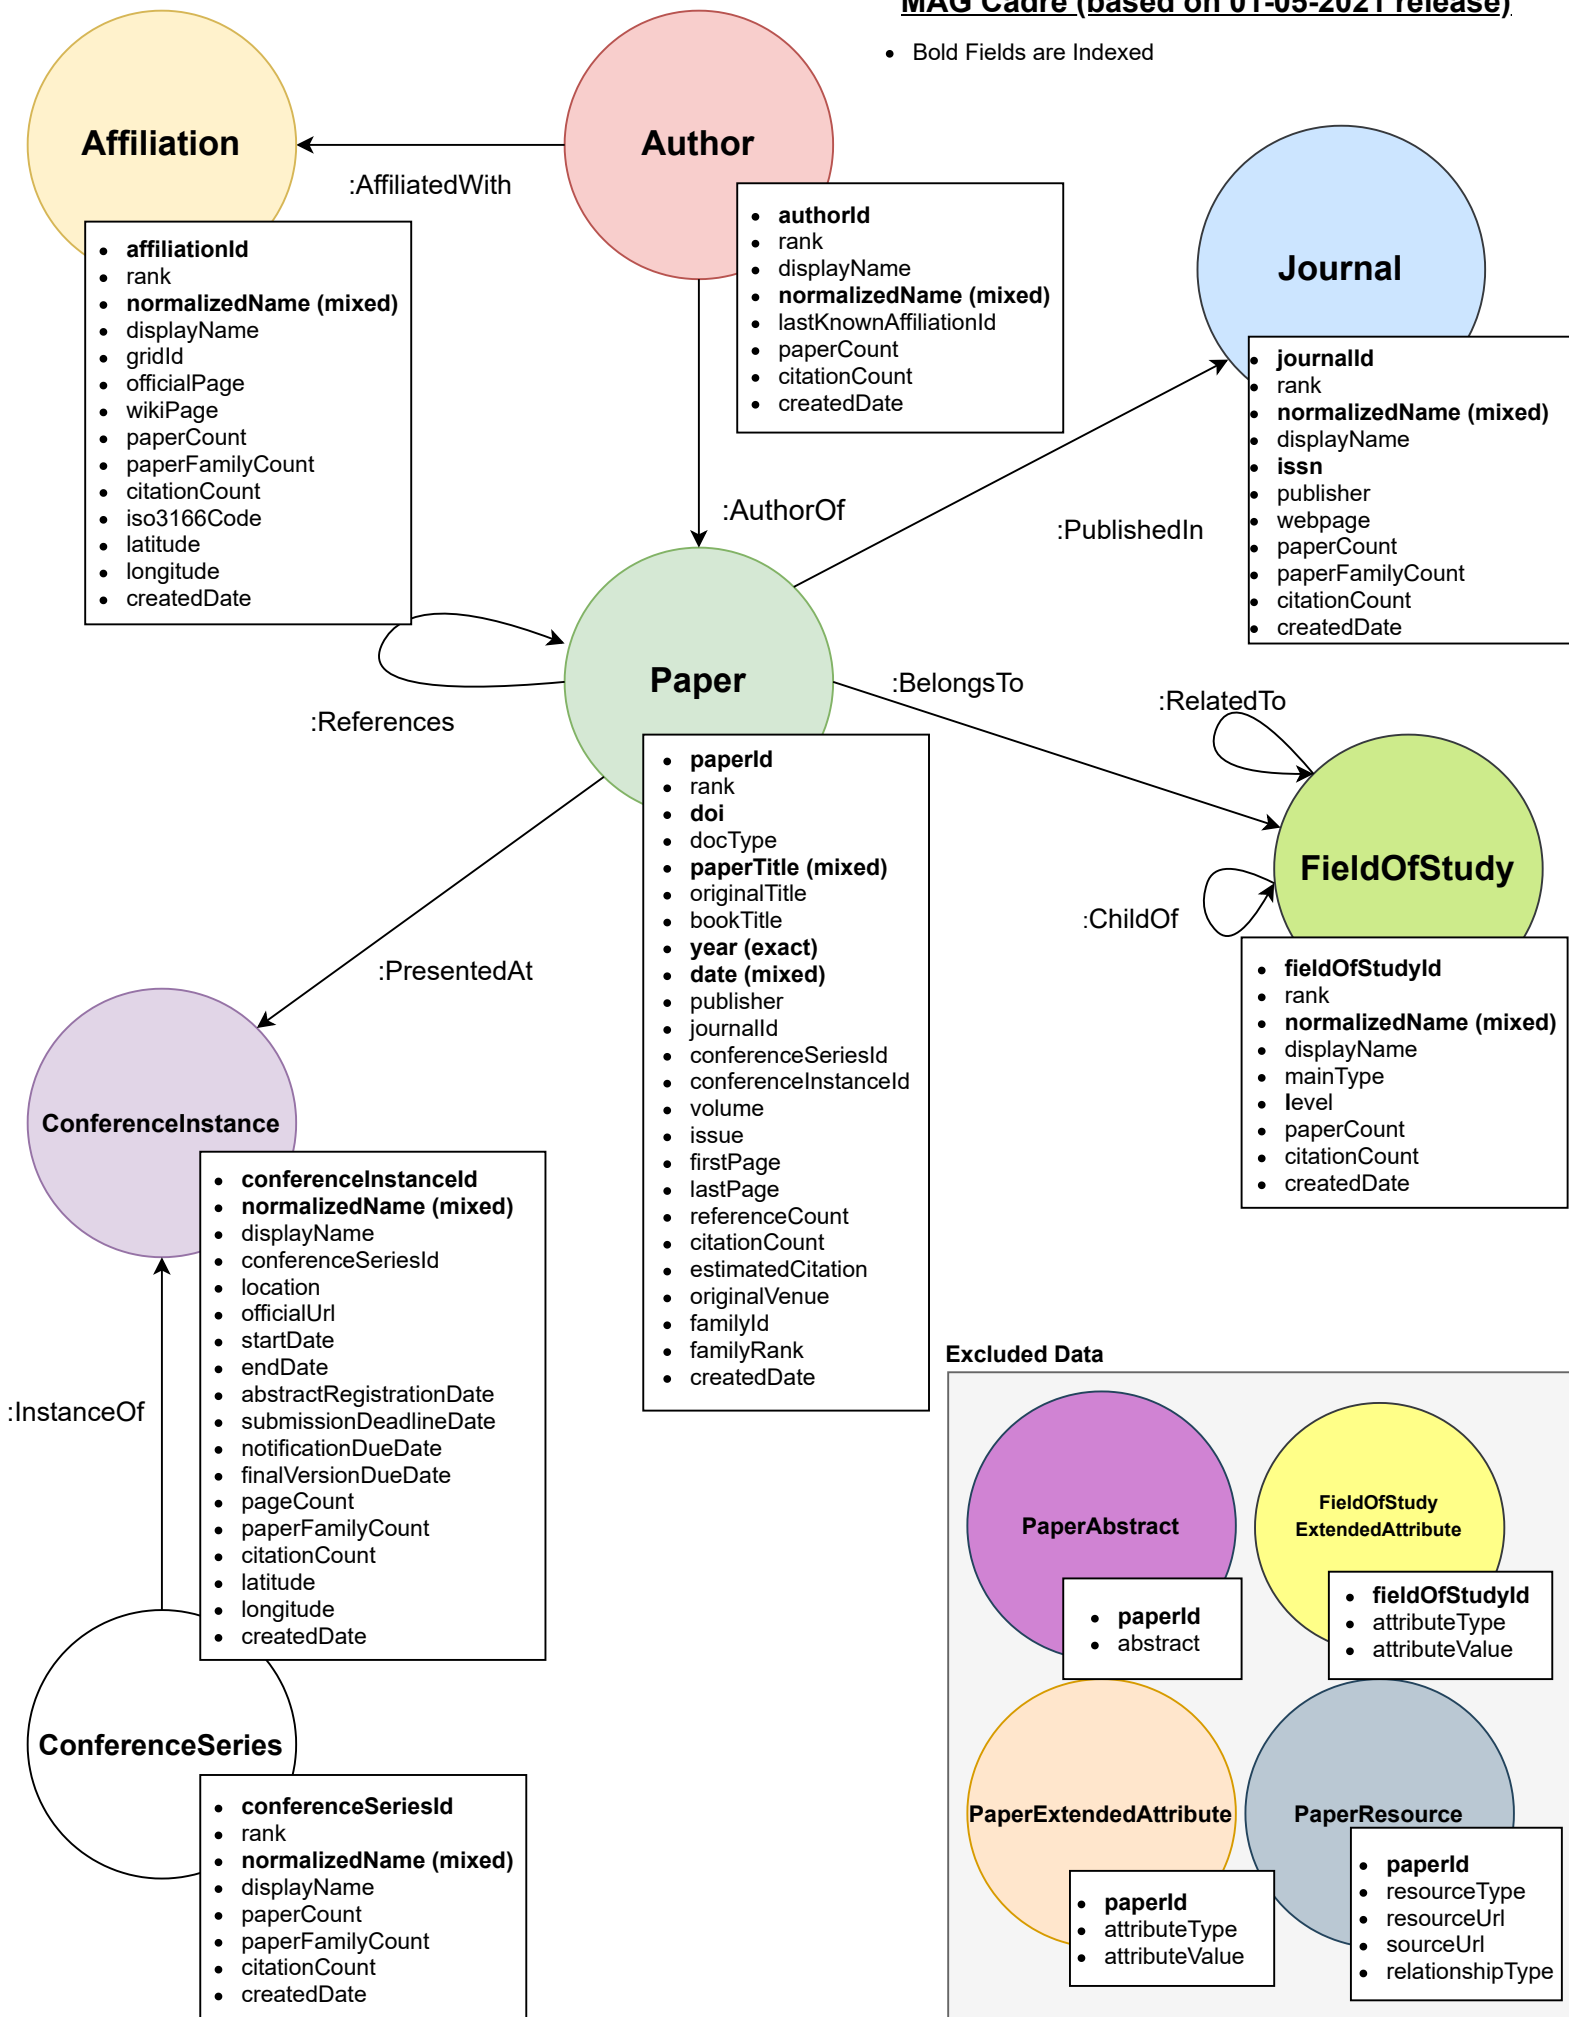 MAG Cadre (based on 01-05-2021 release)
• Bold Fields are Indexed
Affiliation
:AffiliatedWith
Author
• affiliationId
• rank
• normalizedName (mixed)
• displayName
• gridId
• officialPage
• wikiPage
• paperCount
• paperFamilyCount
• citationCount
• iso3166Code
• latitude
• longitude
• createdDate
• authorId
• rank
• displayName
• normalizedName (mixed)
• lastKnownAffiliationId
• paperCount
• citationCount
• createdDate
Journal
• journalId
• rank
• normalizedName (mixed)
• displayName
• issn
• publisher
• webpage
• paperCount
• paperFamilyCount
• citationCount
• createdDate
:AuthorOf
:PublishedIn
Paper
:References
:BelongsTo
:RelatedTo
• paperId
• rank
• doi
• docType
• paperTitle (mixed)
• originalTitle
• bookTitle
• year (exact)
• date (mixed)
• publisher
• journalId
• conferenceSeriesId
• conferenceInstanceId
• volume
• issue
• firstPage
• lastPage
• referenceCount
• citationCount
• estimatedCitation
• originalVenue
• familyId
• familyRank
• createdDate
FieldOfStudy
:ChildOf
• fieldOfStudyId
• rank
• normalizedName (mixed)
• displayName
• mainType
• level
• paperCount
• citationCount
• createdDate
:PresentedAt
ConferenceInstance
• conferenceInstanceId
• normalizedName (mixed)
• displayName
• conferenceSeriesId
• location
• officialUrl
• startDate
• endDate
• abstractRegistrationDate
• submissionDeadlineDate
• notificationDueDate
• finalVersionDueDate
• pageCount
• paperFamilyCount
• citationCount
• latitude
• longitude
• createdDate
:InstanceOf
ConferenceSeries
• conferenceSeriesId
• rank
• normalizedName (mixed)
• displayName
• paperCount
• paperFamilyCount
• citationCount
• createdDate
Excluded Data
PaperAbstract
• paperId
• abstract
FieldOfStudy
ExtendedAttribute
• fieldOfStudyId
• attributeType
• attributeValue
PaperExtendedAttribute
• paperId
• attributeType
• attributeValue
PaperResource
• paperId
• resourceType
• resourceUrl
• sourceUrl
• relationshipType